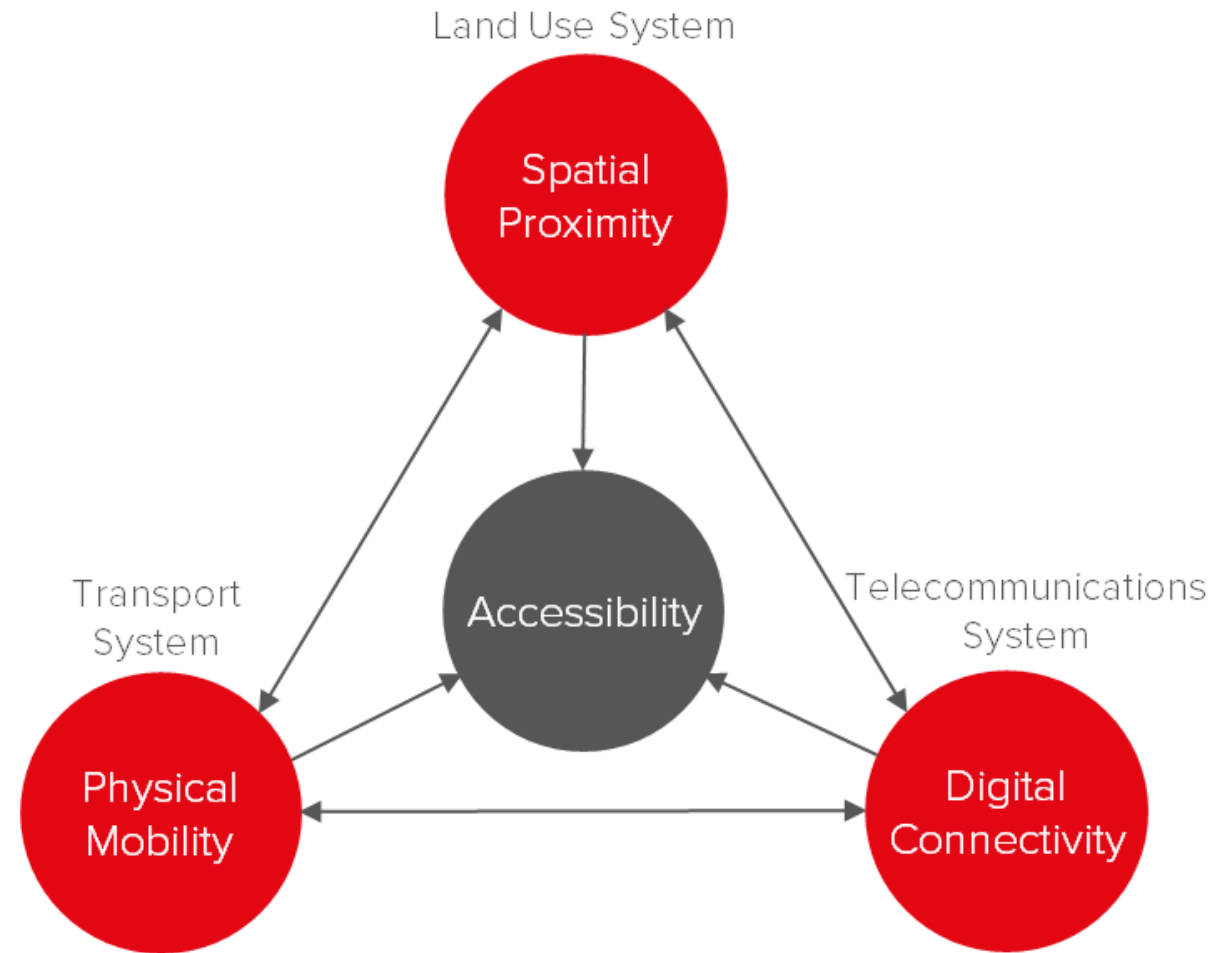 Land Use System
Spatial
Proximity
Accessibility
Transport
System
Telecommunications
System
Physical
Mobility
Digital
Connectivity